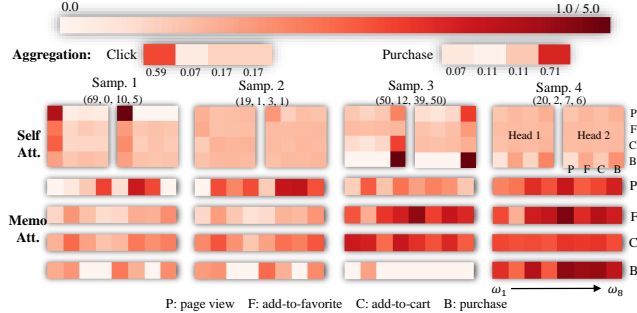 0.0 1.0 / 5.0
Aggregation: Click Purchase
0.59 0.07 0.17 0.17 0.07 0.11 0.11 0.71
Samp. 1 Samp. 2 Samp. 3 Samp. 4
(69, 0, 10, 5) (19, 1, 3, 1) (50, 12, 39, 50) (20, 2, 7, 6)
P
F
Self Att. Head 1 Head 2 C
B
P F C B
P
Memo Att. F
C
B
ω1 ω8
P: page view F: add-to-favorite C: add-to-cart B: purchase